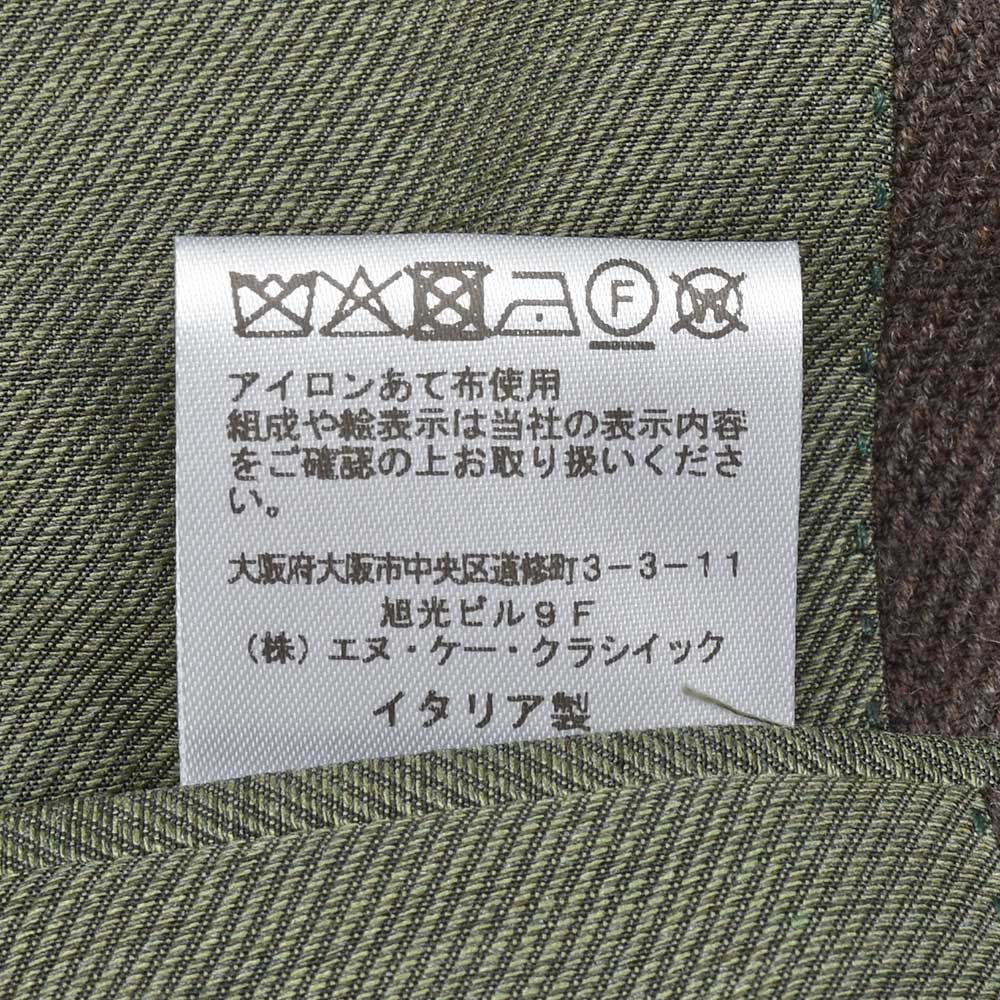 F W
アイロンあて布使用
組成や絵表示は当社の表示内容
をご確認の上お取り扱いくださ
い。
大阪府大阪市中央区道修町3-3-11
旭光ビル9F
(株)エヌ・ケー・クラシイック
イタリア製